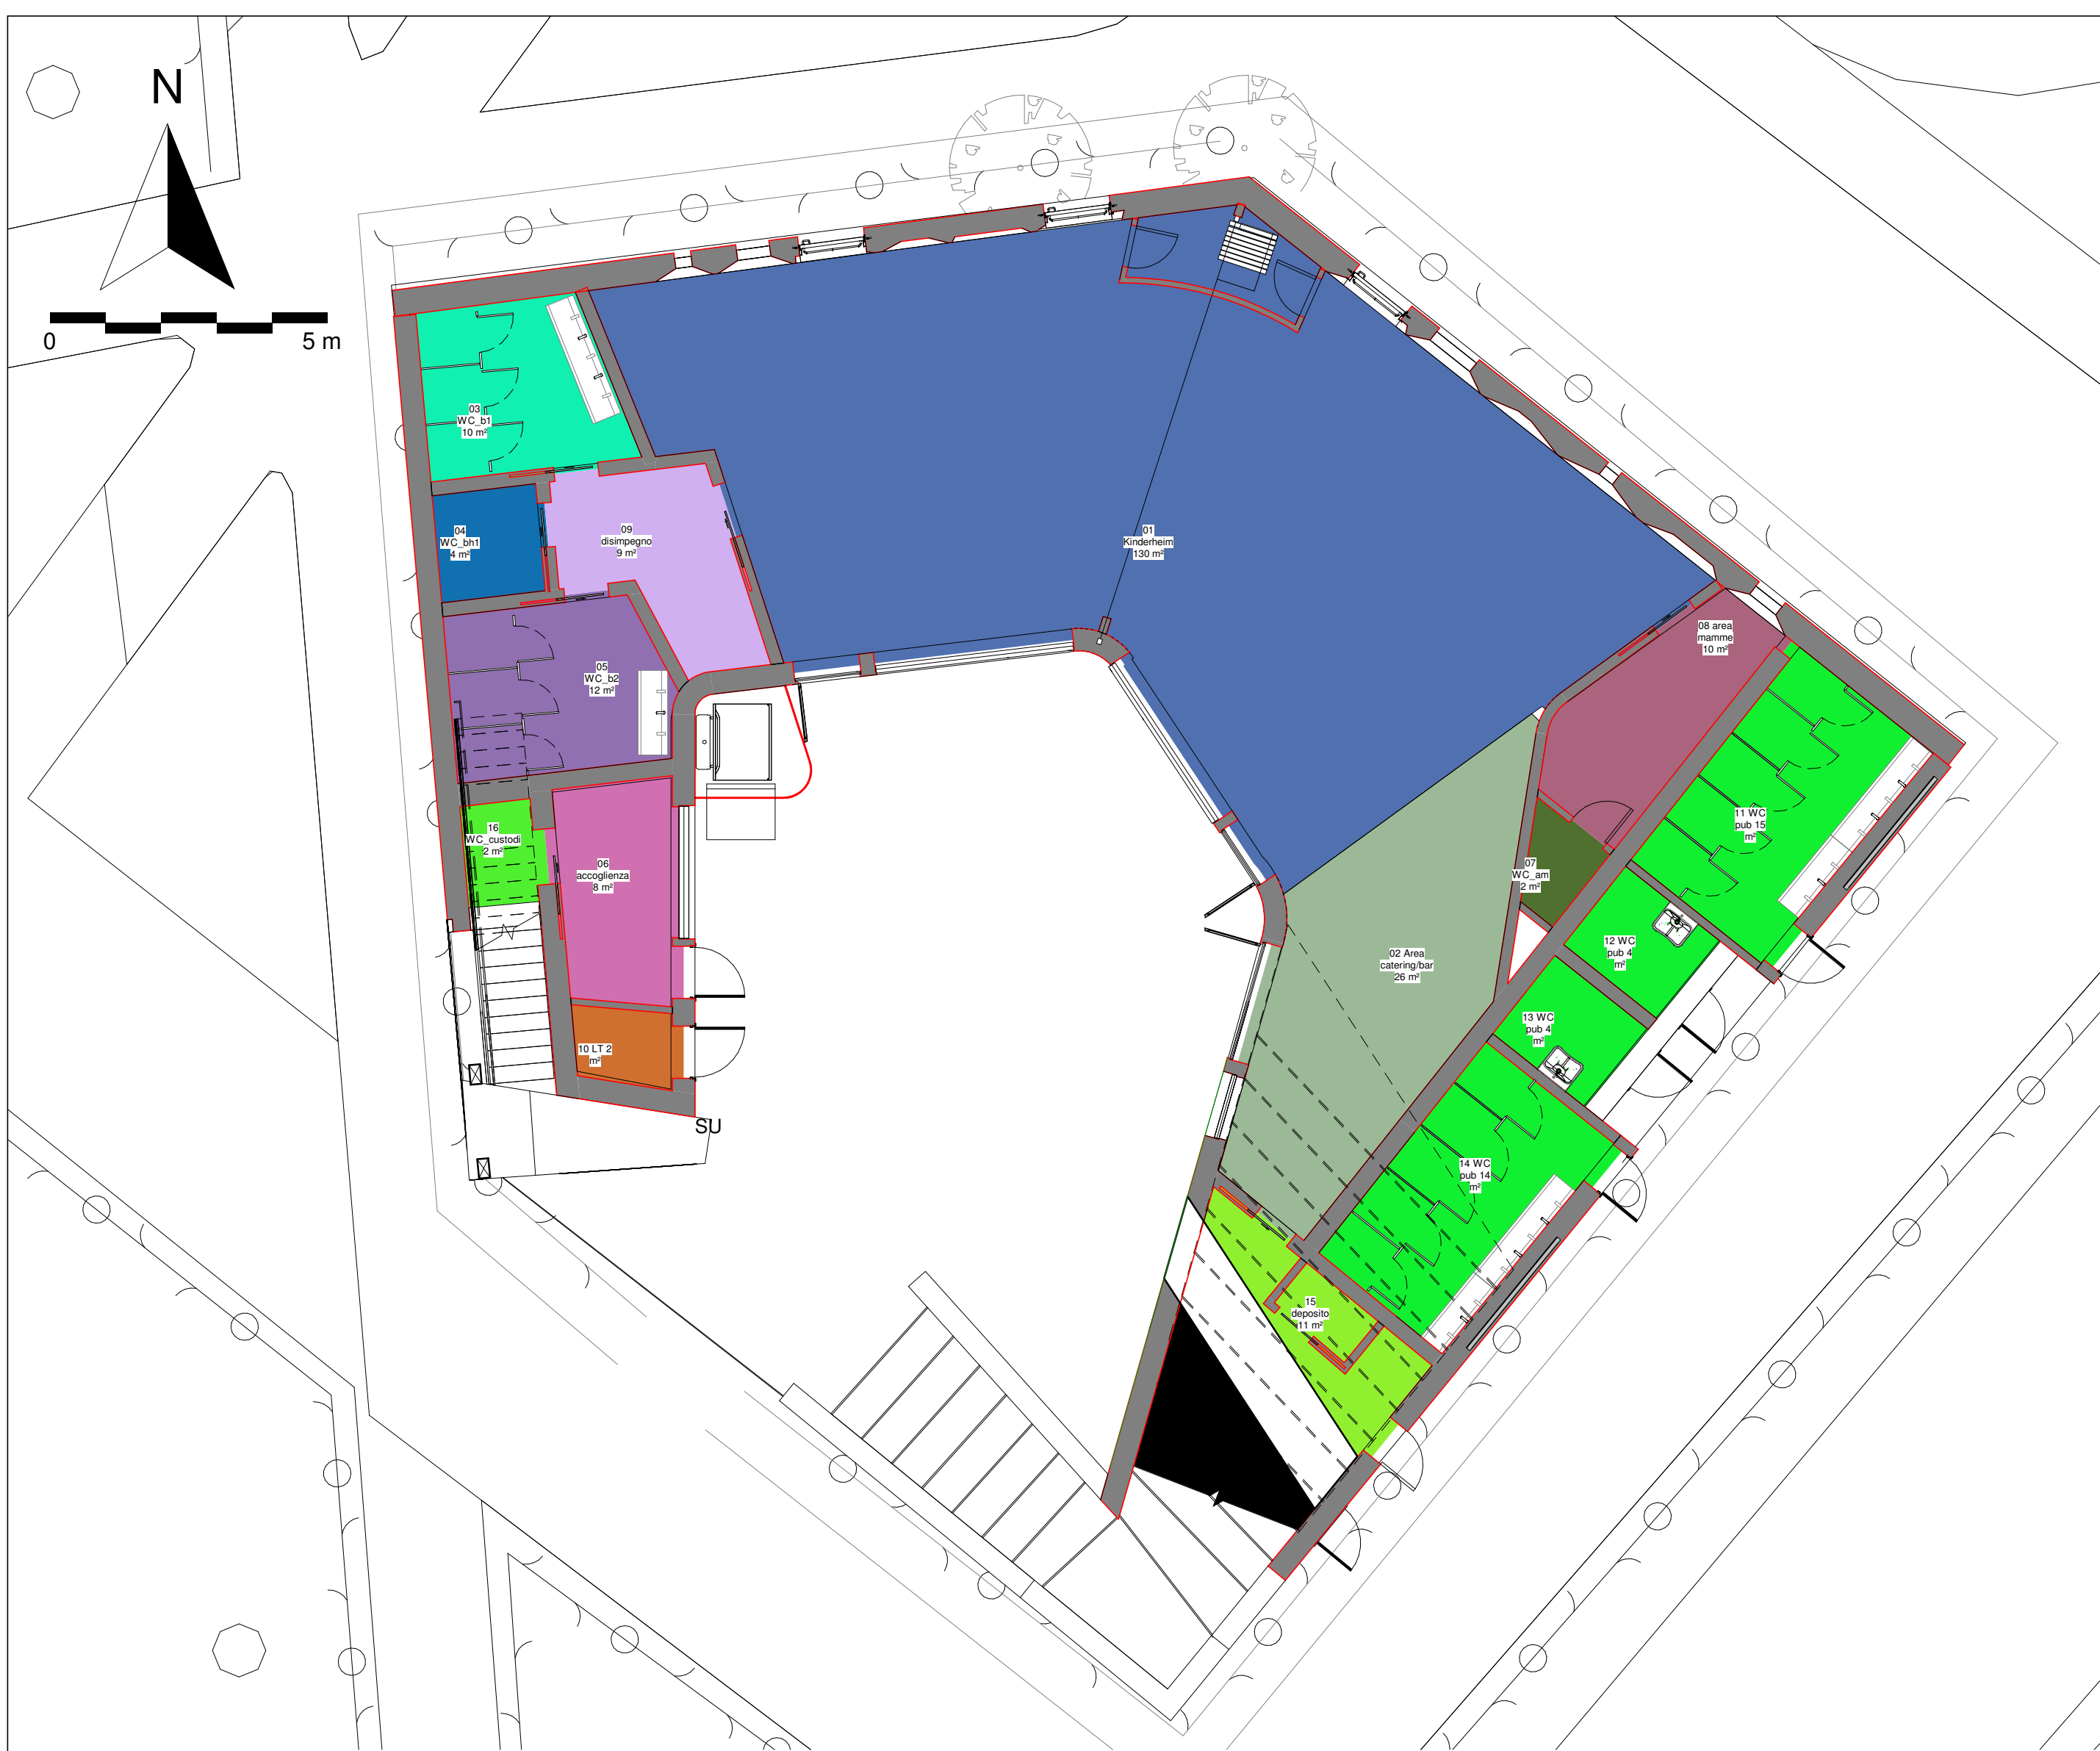 N
0 5 m
03
WC_b1
10 m²
04
WC_bh1
4 m²
09
disimpegno
9 m²
01
Kinderheim
130 m²
05
WC_b2
12 m²
08 area
mamme
10 m²
16
WC_custodi
2 m²
06
accoglienza
8 m²
07
WC_am
2 m²
11 WC
pub 15
m²
02 Area
catering/bar
26 m²
12 WC
pub 4
m²
13 WC
pub 4
m²
10 LT 2
m²
SU
14 WC
pub 14
m²
15
deposito
11 m²